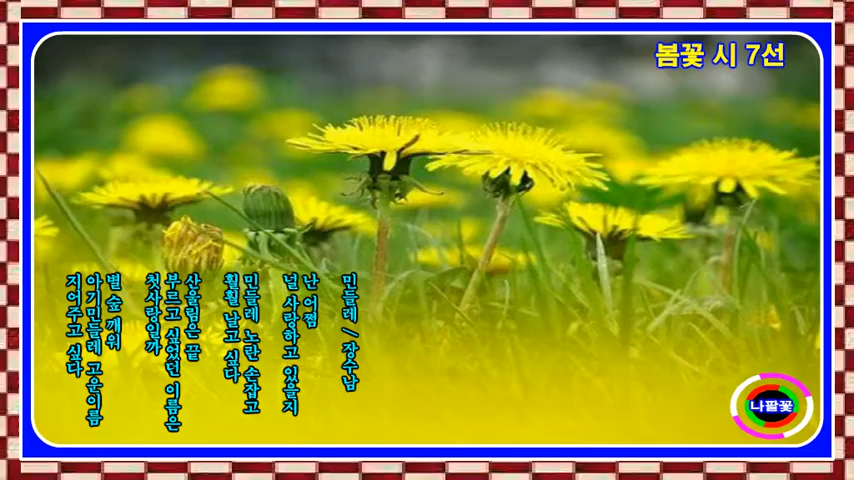 봄꽃 시 7선
민들레 / 장수남
난 어쩜
널 사랑하고 있을지
민들레 노란 손잡고
훨훨 날고 싶다
산울림은 끝
부르고 싶었던 이름은
첫사랑일까
별 숲 깨워
아기민들레 고운이름
지어주고 싶다
나팔꽃